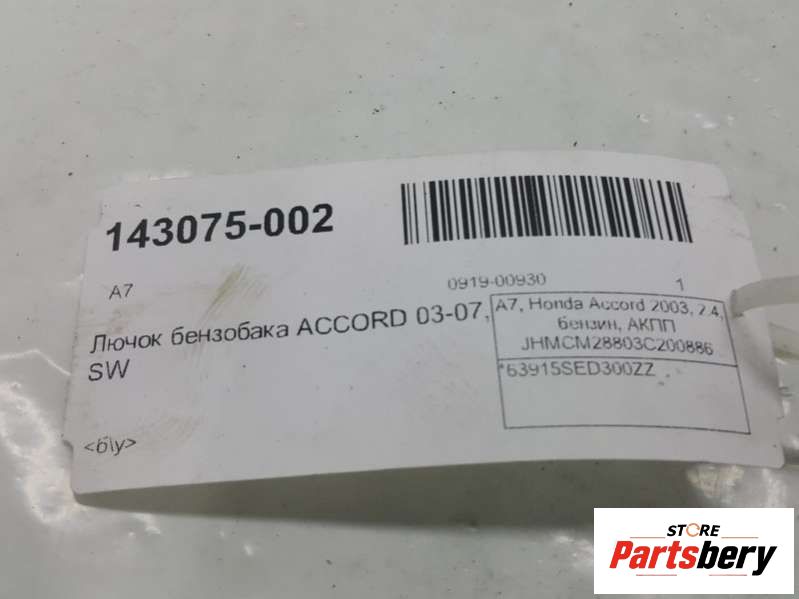 143075-002
A7
0919-00930 1
Лючок бензобака ACCORD 03-07,
SW
A7, Honda Accord 2003, 2.4,
бензин, АКПП
JHMCM28803C200886
*63915SED300ZZ
<bly>
STORE
Partsbery